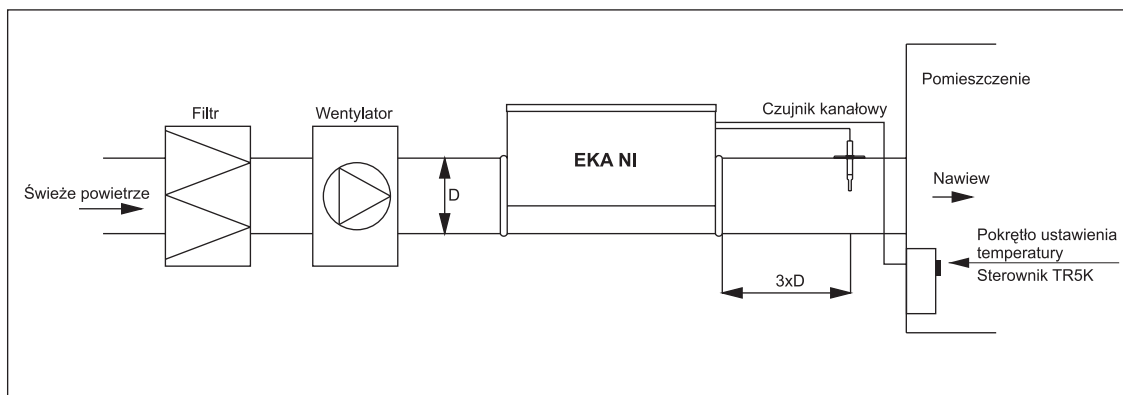 Pomieszczenie
Filtr
Wentylator
Czujnik kanałowy
EKA NI
Świeże powietrze
D
Nawiew
Pokrętło ustawienia
temperatury
Sterownik TR5K
3xD